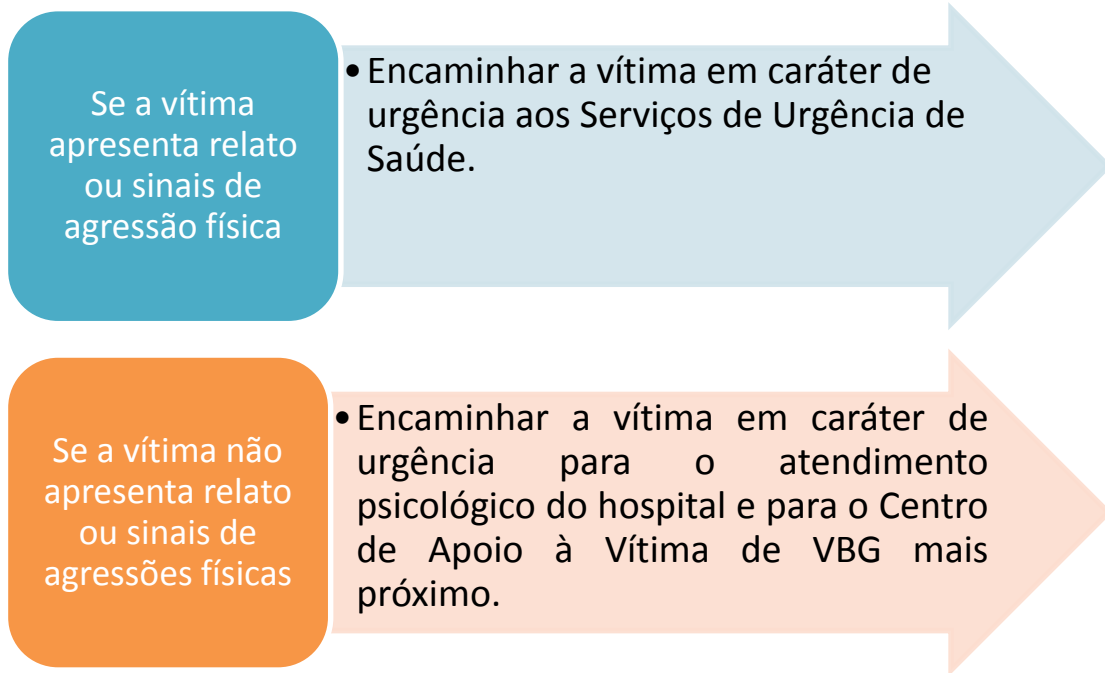 Se a vítima
apresenta relato
ou sinais de
agressão física
•Encaminhar a vítima em caráter de
urgência aos Serviços de Urgência de
Saúde.
Se a vítima não
apresenta relato
ou sinais de
agressões físicas
•Encaminhar a vítima em caráter de
urgência para o atendimento
psicológico do hospital e para o Centro
de Apoio à Vítima de VBG mais
próximo.